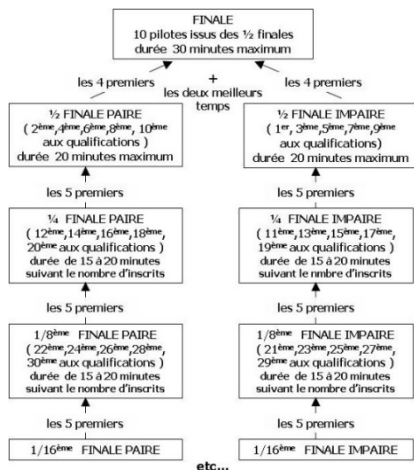 FINALE
10 pilotes issus des ½ finales
durée 30 minutes maximum
les 4 premiers
+
les deux meilleurs
temps
les 4 premiers
½ FINALE PAIRE
( 2ème,4ème,6ème,8ème, 10ème
aux qualifications )
durée 20 minutes maximum
½ FINALE IMPAIRE
( 1er, 3ème,5ème,7ème,9ème
aux qualifications)
durée 20 minutes maximum
les 5 premiers
les 5 premiers
¼ FINALE PAIRE
( 12ème,14ème,16ème,18ème,
20ème aux qualifications )
durée de 15 à 20 minutes
suivant le nombre d'inscrits
¼ FINALE IMPAIRE
( 11ème,13ème,15ème,17ème,
19ème aux qualifications )
durée de 15 à 20 minutes
suivant le nmbre d'inscrits
les 5 premiers
les 5 premiers
1/8ème FINALE PAIRE
(22ème,24ème,26ème,28ème,
30ème aux qualifications )
durée de 15 à 20 minutes
suivant le nombre d'inscrits
1/8ème FINALE IMPAIRE
( 21ème,23ème,25ème,27ème,
29ème aux qualifications )
durée de 15 à 20 minutes
suivant le nombre d'inscrits
les 5 premiers
les 5 premiers
1/16ème FINALE PAIRE
1/16ème FINALE IMPAIRE
etc...